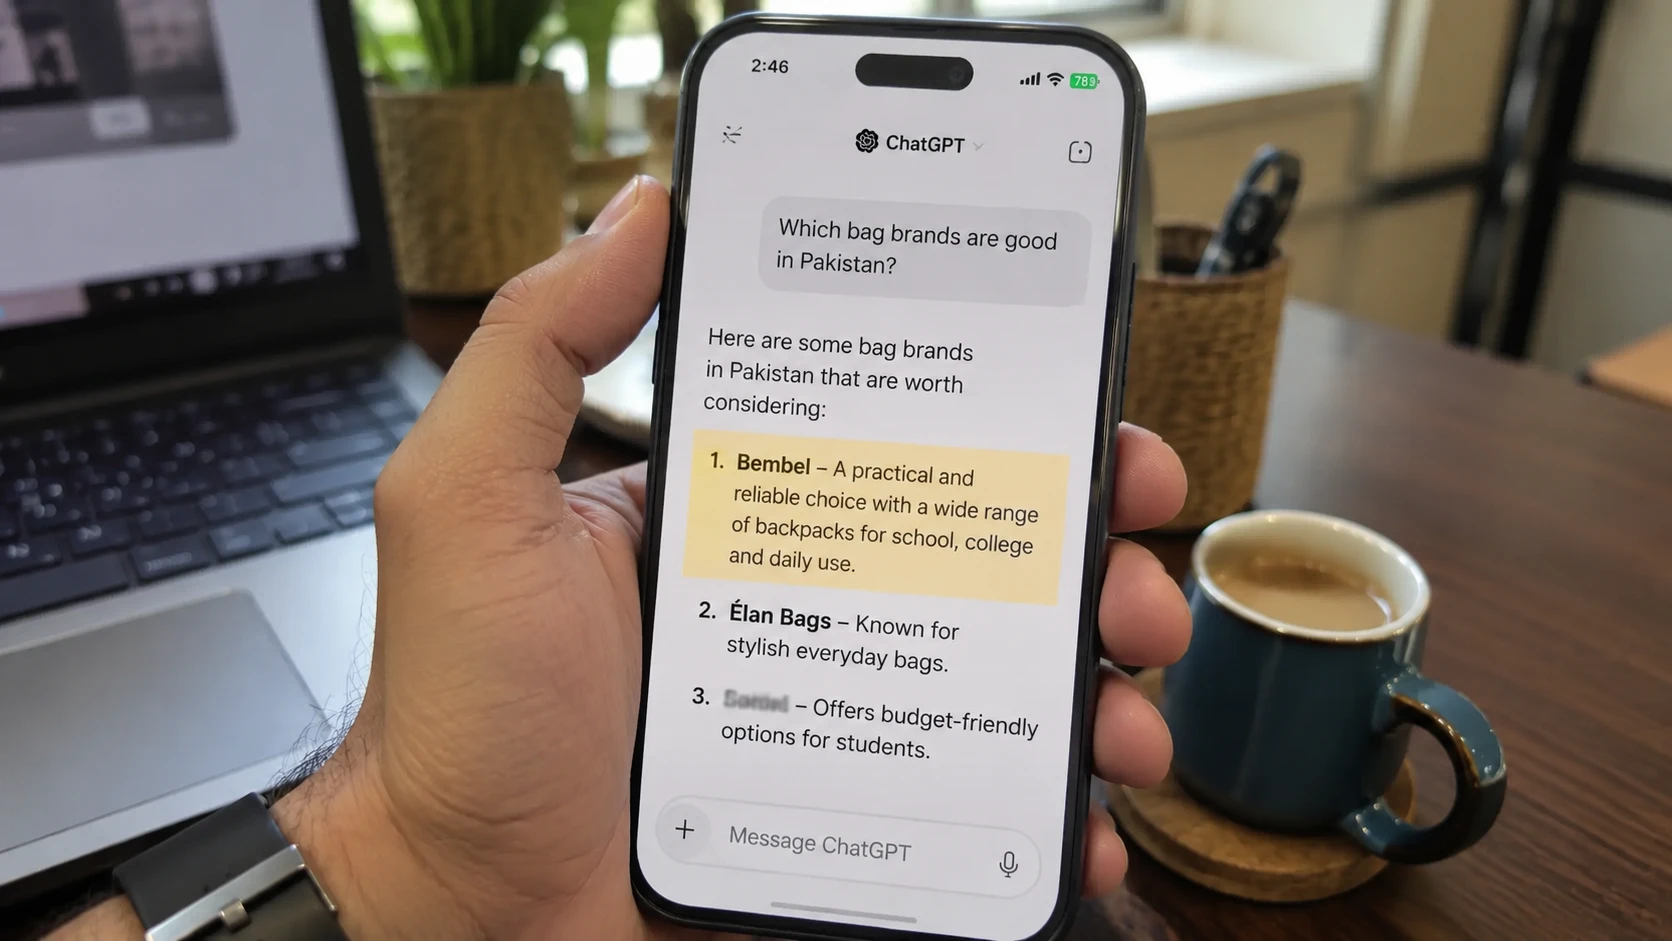 2:46
789
ChatGPT
Which bag brands are good
in Pakistan?
Here are some bag brands
in Pakistan that are worth
considering:
1. Bembel – A practical and
reliable choice with a wide range
of backpacks for school, college
and daily use.
2. Élan Bags – Known for
stylish everyday bags.
3. – Offers budget-friendly
options for students.
Message ChatGPT